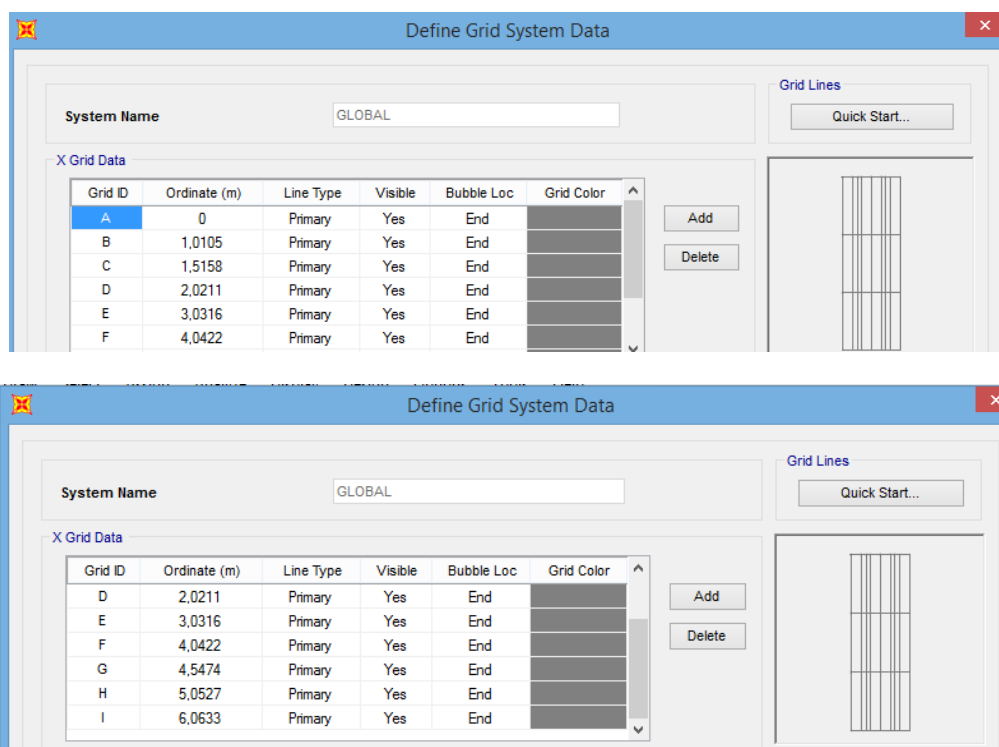 Define Grid System Data
Grid Lines
System Name GLOBAL Quick Start...
X Grid Data
Grid ID Ordinate (m) Line Type Visible Bubble Loc Grid Color
A 0 Primary Yes End Add
B 1,0105 Primary Yes End
C 1,5158 Primary Yes End Delete
D 2,0211 Primary Yes End
E 3,0316 Primary Yes End
F 4,0422 Primary Yes End
Define Grid System Data
Grid Lines
System Name GLOBAL Quick Start...
X Grid Data
Grid ID Ordinate (m) Line Type Visible Bubble Loc Grid Color
D 2,0211 Primary Yes End Add
E 3,0316 Primary Yes End
F 4,0422 Primary Yes End Delete
G 4,5474 Primary Yes End
H 5,0527 Primary Yes End
I 6,0633 Primary Yes End